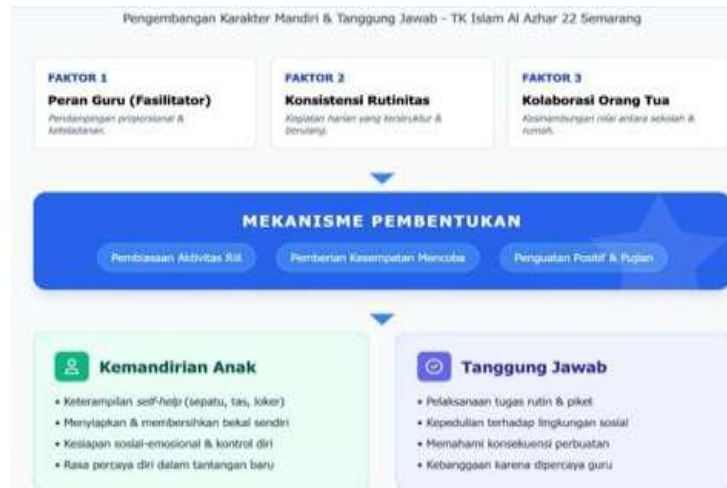 Pengembangan Karakter Mandiri & Tanggung Jawab - TK Islam Al Azhar 22 Semarang
FAKTOR 1
Peran Guru (Fasilitator)
Pendampingan proporsional &
keteladanan.
FAKTOR 2
Konsistensi Rutinitas
Kegiatan harian yang terstruktur &
berulang.
FAKTOR 3
Kolaborasi Orang Tua
Kesinambungan nilai antara sekolah &
rumah.
MEKANISME PEMBENTUKAN
Pembiasaan Aktivitas Riil
Pemberian Kesempatan Mencoba
Penguatan Positif & Pujian
Kemandirian Anak
• Keterampilan self-help (sepatu, tas, loker)
• Menyiapkan & membersihkan bekal sendiri
• Kesiapan sosial-emosional & kontrol diri
• Rasa percaya diri dalam tantangan baru
Tanggung Jawab
• Pelaksanaan tugas rutin & piket
• Kepedulian terhadap lingkungan sosial
• Memahami konsekuensi perbuatan
• Kebanggaan karena dipercaya guru